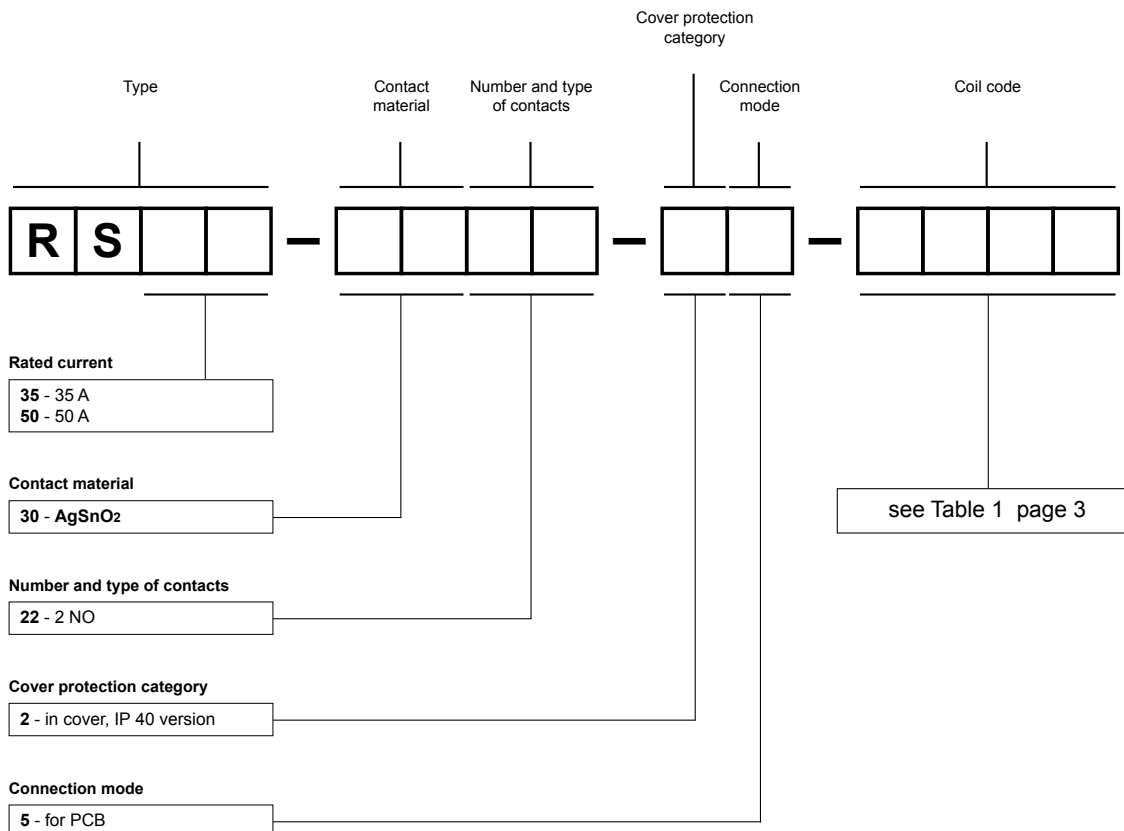 Cover protection
category
Type
Contact
material
Number and type
of contacts
Connection
mode
Coil code
R S – – –
Rated current
35 - 35 A
50 - 50 A
Contact material
30 - AgSnO2
see Table 1 page 3
Number and type of contacts
22 - 2 NO
Cover protection category
2 - in cover, IP 40 version
Connection mode
5 - for PCB